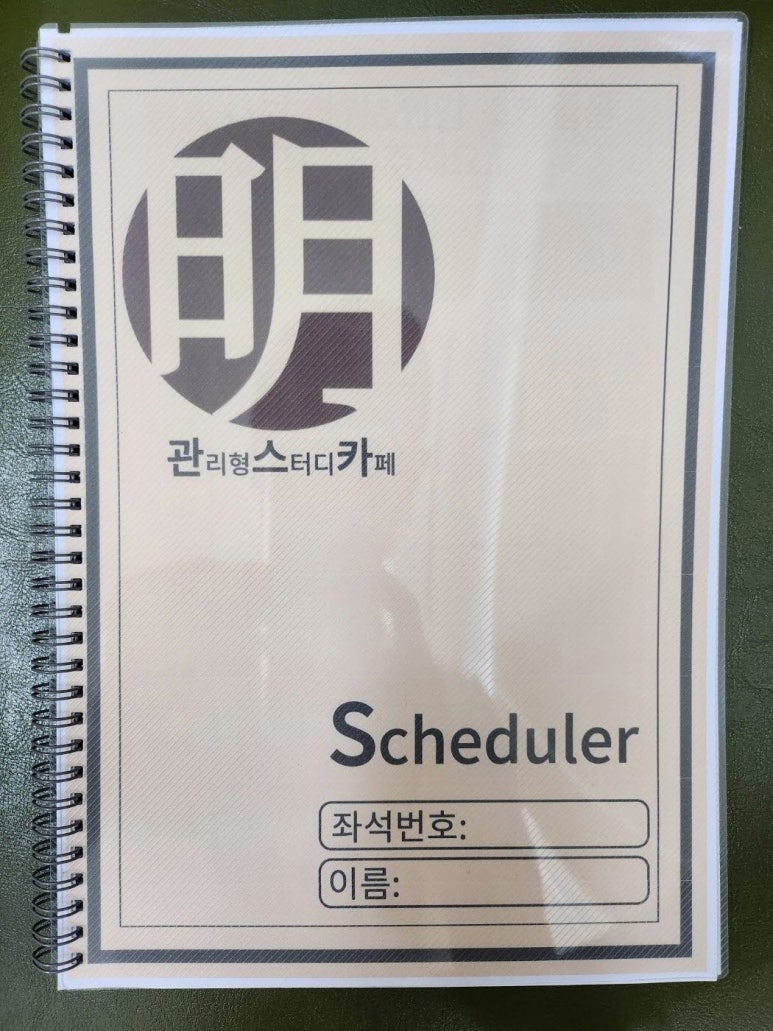 明
관리형스터디카페
Scheduler
좌석번호:
이름: